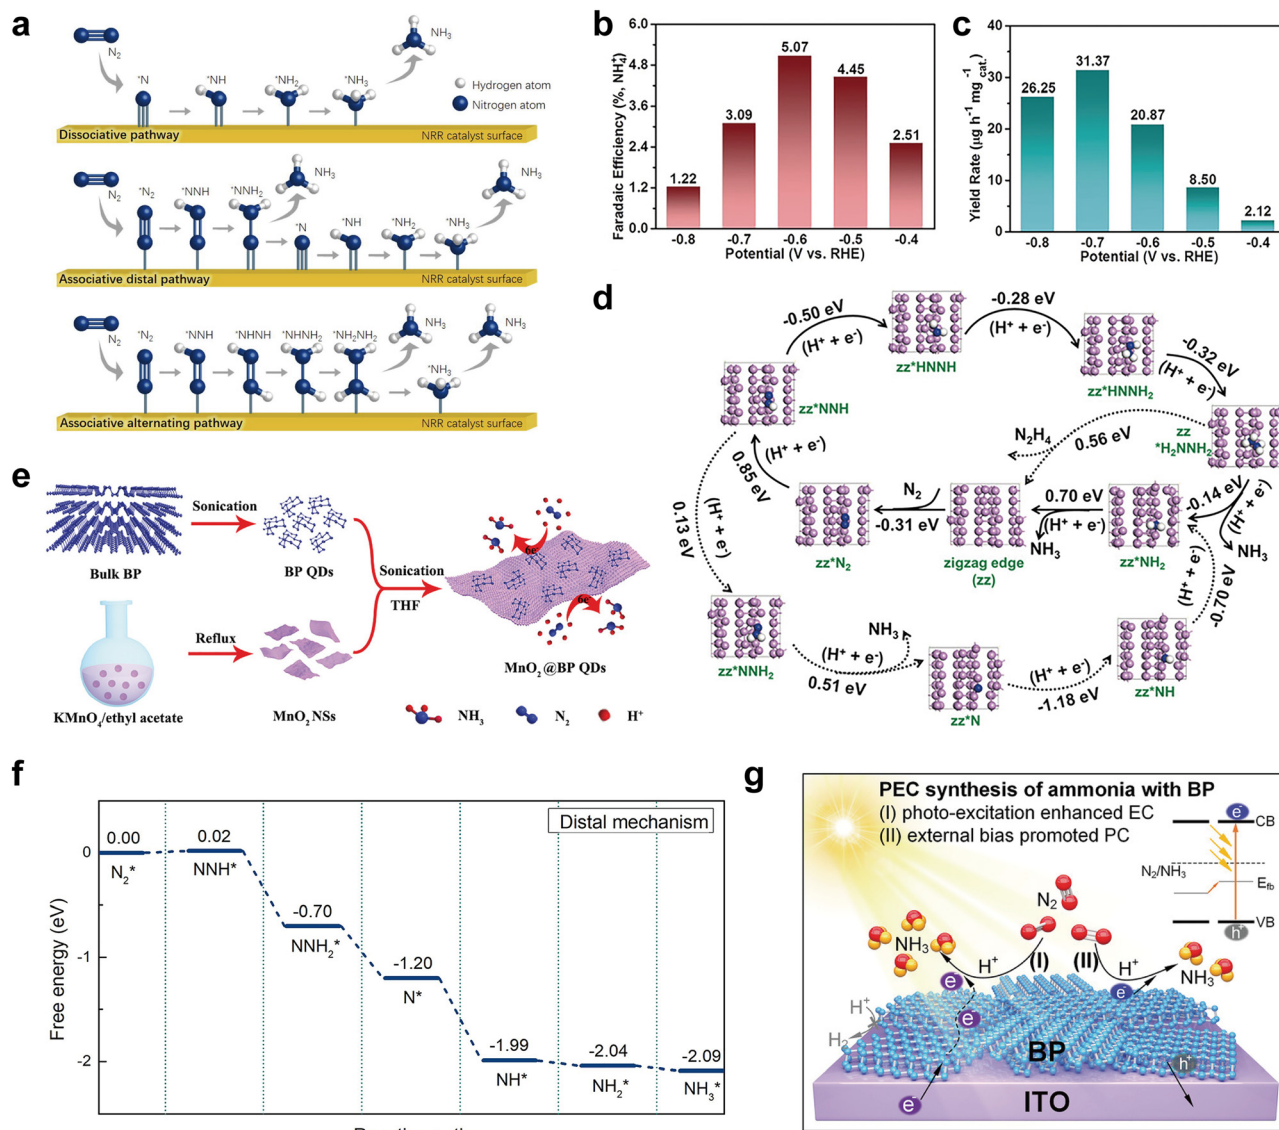 a
N₂
*N
*NH
*NH₂
*NH₃
NH₃
Hydrogen atom
Nitrogen atom
Dissociative pathway
NRR catalyst surface
N₂
*N₂
*NNH
*NNH₂
NH₃
*N
*NH
*NH₂
*NH₃
NH₃
Associative distal pathway
NRR catalyst surface
N₂
*N₂
*NNH
*NHNH
*NHNH₂
*NH₂NH₂
NH₃
*NH₃
NH₃
Associative alternating pathway
NRR catalyst surface
b
Faradaic Efficiency (%, NH₄⁺)
6.0
4.8
3.6
2.4
1.2
0.0
1.22
3.09
5.07
4.45
2.51
-0.8 -0.7 -0.6 -0.5 -0.4
Potential (V vs. RHE)
c
Yield Rate (μg h⁻¹ mg⁻¹cat.)
40
30
20
10
0
26.25
31.37
20.87
8.50
2.12
-0.8 -0.7 -0.6 -0.5 -0.4
Potential (V vs. RHE)
d
-0.50 eV
(H⁺ + e⁻)
zz*HNNH
-0.28 eV
(H⁺ + e⁻)
zz*HNNH₂
-0.32 eV
(H⁺ + e⁻)
zz*NNH
zz
*H₂NNH₂
N₂H₄
0.56 eV
0.85 eV
(H⁺ + e⁻)
zz*N₂
N₂
-0.31 eV
zigzag edge
(zz)
0.70 eV
(H⁺ + e⁻)
NH₃
zz*NH₂
-0.14 eV
(H⁺ + e⁻)
NH₃
0.13 eV
(H⁺ + e⁻)
zz*NNH₂
NH₃
(H⁺ + e⁻)
0.51 eV
zz*N
(H⁺ + e⁻)
-1.18 eV
zz*NH
(H⁺ + e⁻)
-0.70 eV
e
Bulk BP
Sonication
BP QDs
KMnO₄/ethyl acetate
Reflux
MnO₂ NSs
Sonication
THF
6e⁻
6e⁻
MnO₂@BP QDs
NH₃
N₂
H⁺
f
Distal mechanism
Free energy (eV)
0
-1
-2
0.00
N₂*
0.02
NNH*
-0.70
NNH₂*
-1.20
N*
-1.99
NH*
-2.04
NH₂*
-2.09
NH₃*
g
PEC synthesis of ammonia with BP
(I) photo-excitation enhanced EC
(II) external bias promoted PC
e⁻
CB
N₂/NH₃
E_fb
VB
h⁺
N₂
NH₃
H⁺
(I)
(II)
H⁺
NH₃
e⁻
e⁻
e⁻
H⁺
H₂
BP
h⁺
e⁻
ITO